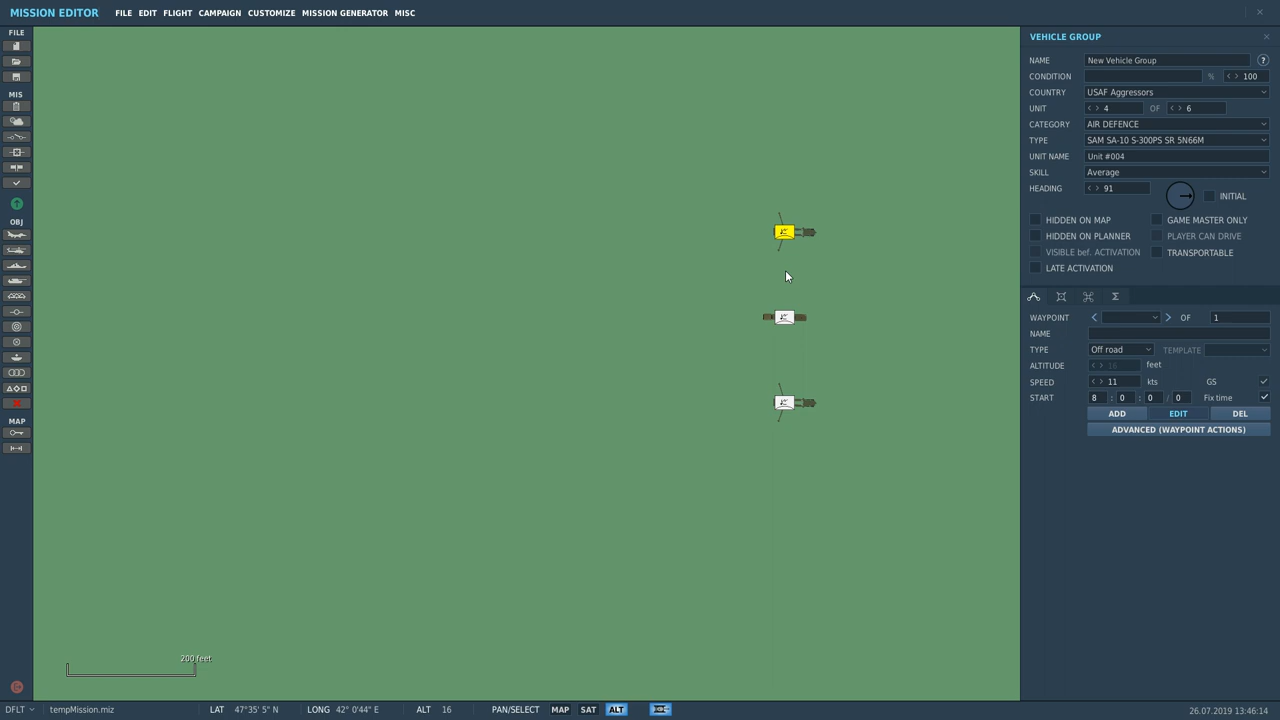 MISSION EDITOR FILE EDIT FLIGHT CAMPAIGN CUSTOMIZE MISSION GENERATOR MISC
FILE
MIS
OBJ
MAP
200 feet
VEHICLE GROUP
NAME New Vehicle Group ?
CONDITION % 100
COUNTRY USAF Aggressors
UNIT 4 OF 6
CATEGORY AIR DEFENCE
TYPE SAM SA-10 S-300PS SR 5N66M
UNIT NAME Unit #004
SKILL Average
HEADING 91 INITIAL
HIDDEN ON MAP GAME MASTER ONLY
HIDDEN ON PLANNER PLAYER CAN DRIVE
VISIBLE bef. ACTIVATION TRANSPORTABLE
LATE ACTIVATION
WAYPOINT OF 1
NAME
TYPE Off road TEMPLATE
ALTITUDE 16 feet
SPEED 11 kts GS
START 8 : 0 : 0 / 0 Fix time
ADD EDIT DEL
ADVANCED (WAYPOINT ACTIONS)
DFLT tempMission.miz LAT 47°35' 5" N LONG 42° 0'44" E ALT 16 PAN/SELECT MAP SAT ALT 26.07.2019 13:46:14